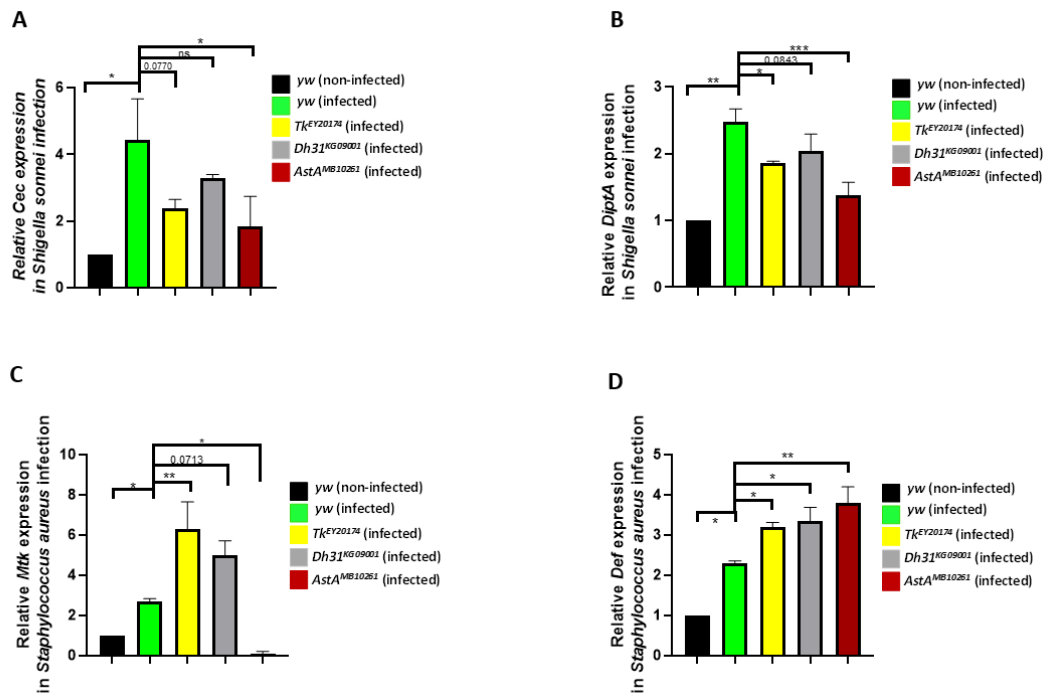 A
Relative Cec expression
in Shigella sonnei infection
6
4
2
0
*
*
ns
0.0770
yw (non-infected)
yw (infected)
Tk^EY20174 (infected)
Dh31^KG09001 (infected)
AstA^MB10261 (infected)
B
Relative DiptA expression
in Shigella sonnei infection
3
2
1
0
***
0.0843
**
*
yw (non-infected)
yw (infected)
Tk^EY20174 (infected)
Dh31^KG09001 (infected)
AstA^MB10261 (infected)
C
Relative Mtk expression
in Staphylococcus aureus infection
10
8
6
4
2
0
*
0.0713
*
**
yw (non-infected)
yw (infected)
Tk^EY20174 (infected)
Dh31^KG09001 (infected)
AstA^MB10261 (infected)
D
Relative Def expression
in Staphylococcus aureus infection
5
4
3
2
1
0
**
*
*
*
yw (non-infected)
yw (infected)
Tk^EY20174 (infected)
Dh31^KG09001 (infected)
AstA^MB10261 (infected)